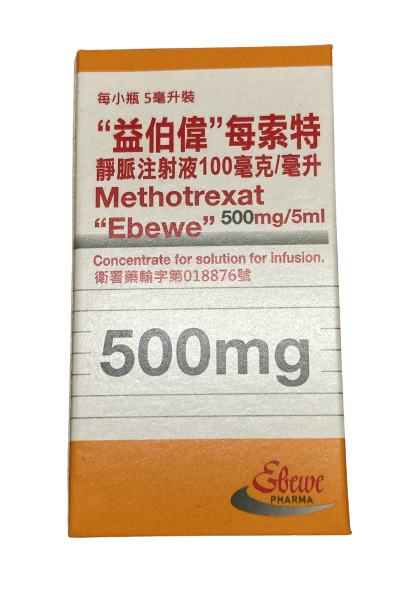 每小瓶 5毫升裝
“益伯偉”每索特
靜脈注射液100毫克/毫升
Methotrexat
“Ebewe” 500mg/5ml
Concentrate for solution for infusion.
衛署藥輸字第018876號
500mg
Ebewe
PHARMA